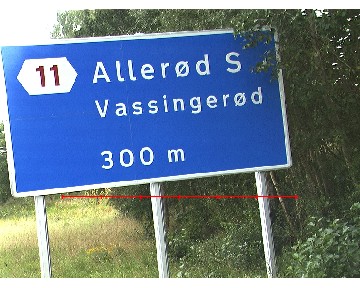 11 Allerød S
Vassingerød
300 m